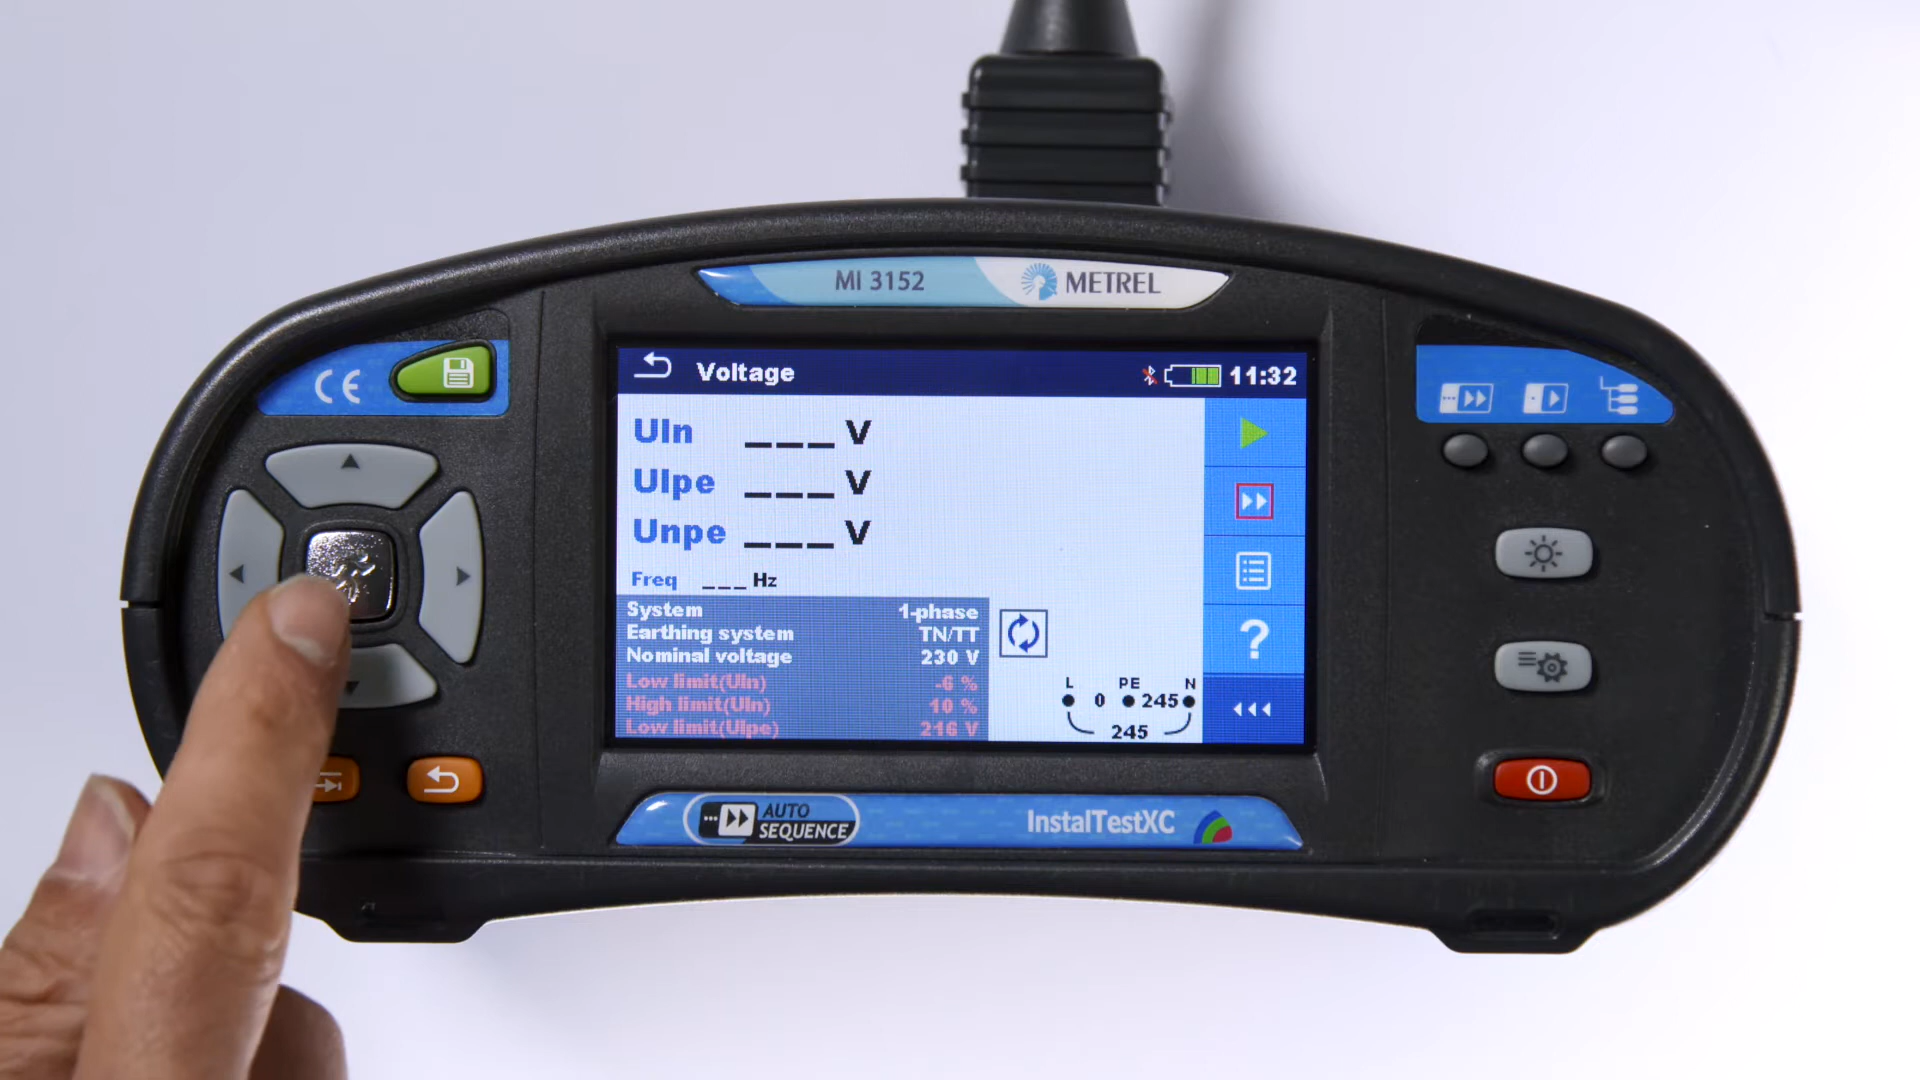 MI 3152 METREL
CE
Voltage 11:32
Uln ___ V
Ulpe ___ V
Unpe ___ V
Freq ___ Hz
System 1-phase
Earthing system TN/TT
Nominal voltage 230 V
Low limit(Uln) -6 %
High limit(Uln) 10 %
Low limit(Ulpe) 216 V
?
L PE N
0 245
245
AUTO
SEQUENCE
InstalTestXC